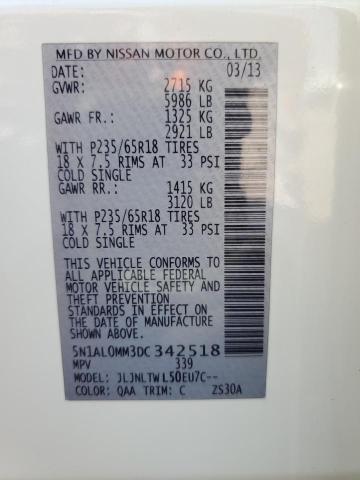 MFD BY NISSAN MOTOR CO., LTD.
DATE: 03/13
GVWR: 2715 KG
5986 LB
GAWR FR.: 1325 KG
2921 LB
WITH P235/65R18 TIRES
18 X 7.5 RIMS AT 33 PSI
COLD SINGLE
GAWR RR.: 1415 KG
3120 LB
WITH P235/65R18 TIRES
18 X 7.5 RIMS AT 33 PSI
COLD SINGLE
THIS VEHICLE CONFORMS TO
ALL APPLICABLE FEDERAL
MOTOR VEHICLE SAFETY AND
THEFT PREVENTION
STANDARDS IN EFFECT ON
THE DATE OF MANUFACTURE
SHOWN ABOVE.
5N1AL0MM3DC342518
MPV 339
MODEL: JLJNLTWL50EU7C--
COLOR: QAA TRIM: C ZS30A